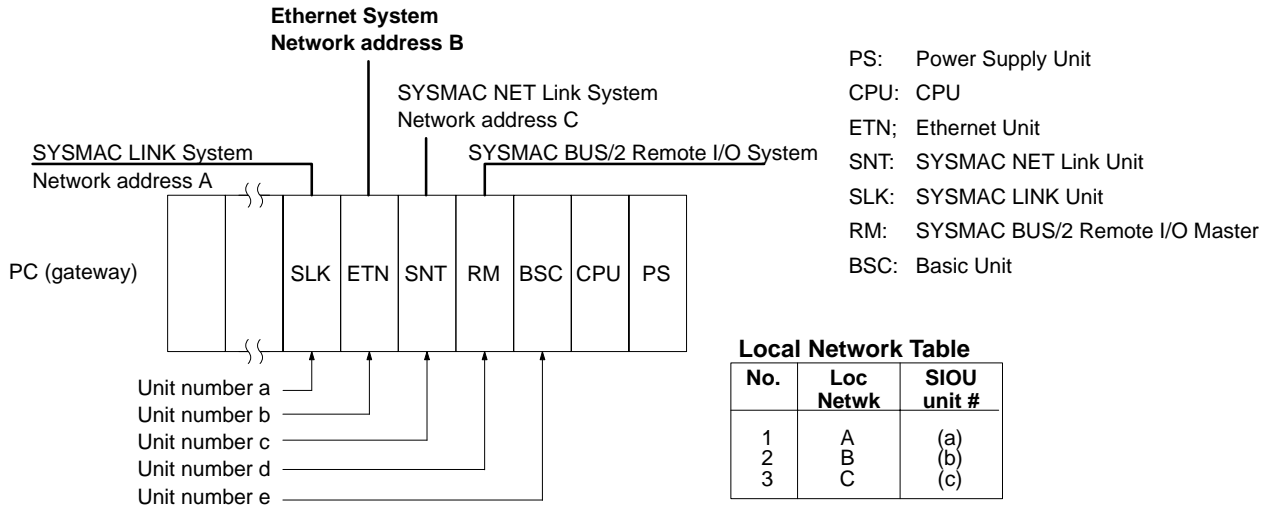 Ethernet System
Network address B
SYSMAC NET Link System
Network address C
SYSMAC LINK System
Network address A
SYSMAC BUS/2 Remote I/O System
PC (gateway)
SLK ETN SNT RM BSC CPU PS
Unit number a
Unit number b
Unit number c
Unit number d
Unit number e
PS: Power Supply Unit
CPU: CPU
ETN; Ethernet Unit
SNT: SYSMAC NET Link Unit
SLK: SYSMAC LINK Unit
RM: SYSMAC BUS/2 Remote I/O Master
BSC: Basic Unit
Local Network Table
No. Loc Netwk SIOU unit #
1 A (a)
2 B (b)
3 C (c)